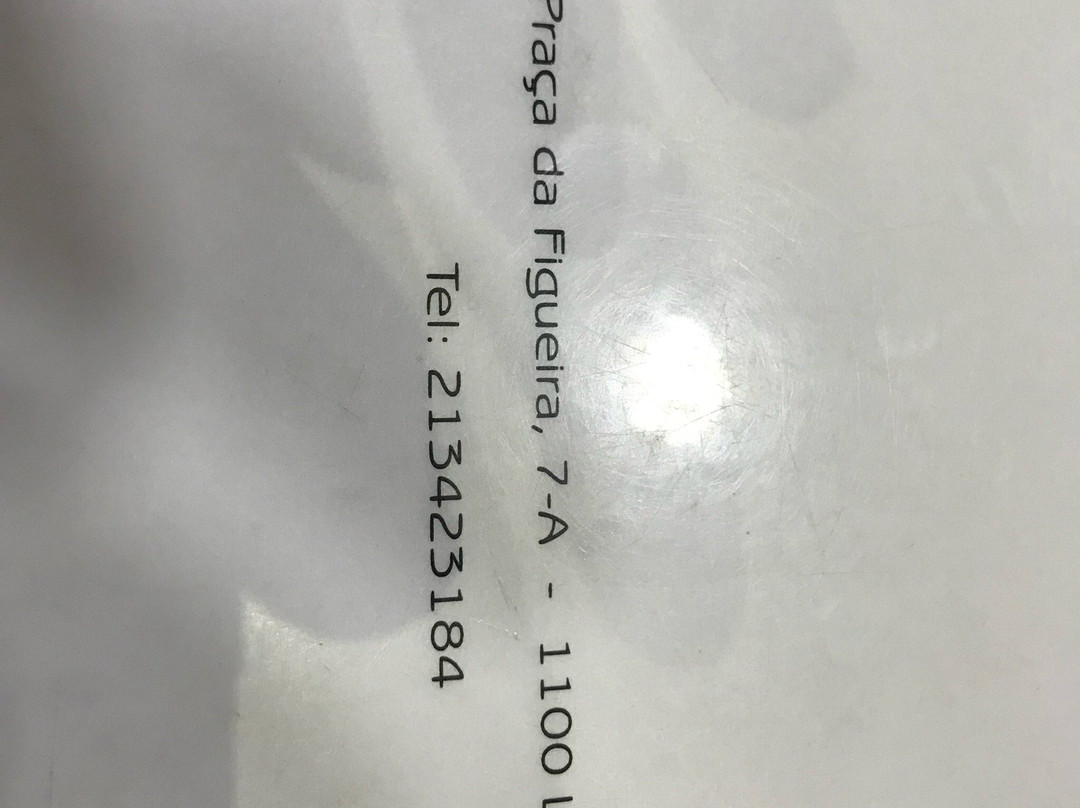 Praça da Figueira, 7-A - 1100 L
Tel: 213423184